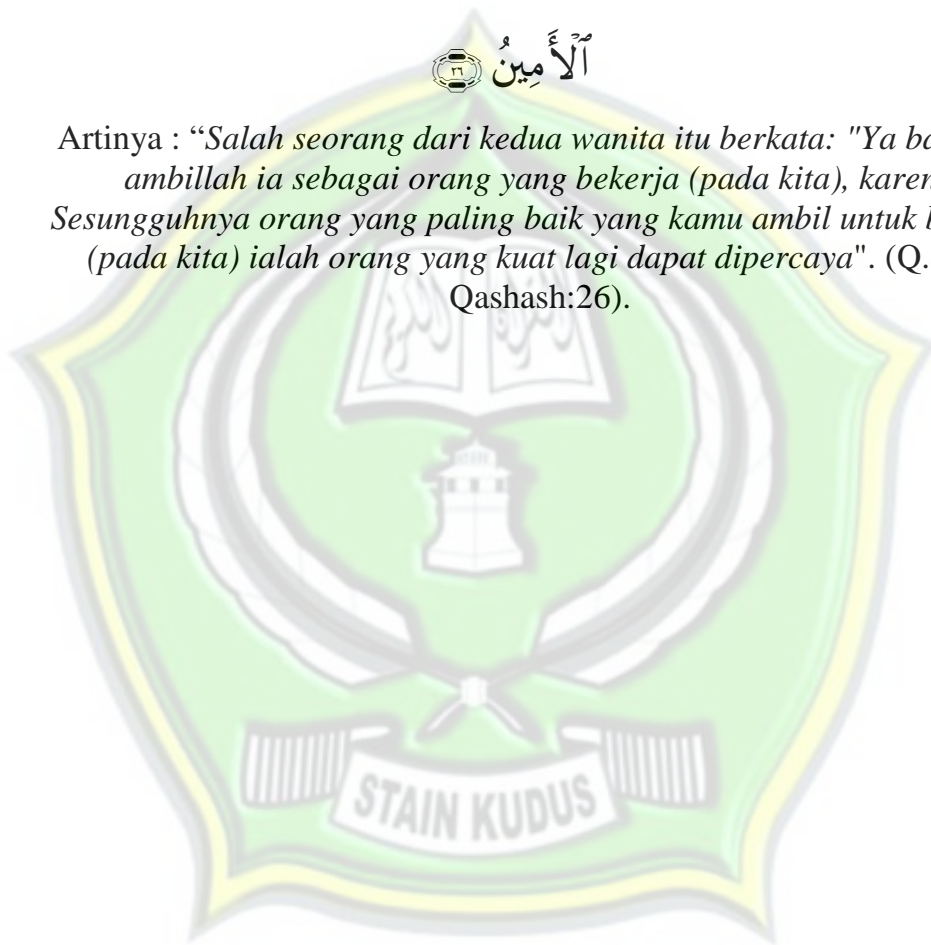 ٱلْأَمِينُ ٢٦
Artinya : “Salah seorang dari kedua wanita itu berkata: "Ya
ambillah ia sebagai orang yang bekerja (pada kita),
Sesungguhnya orang yang paling baik yang kamu ambil untuk
(pada kita) ialah orang yang kuat lagi dapat dipercaya". (Q.
Qashash:26).
STAIN KUDUS